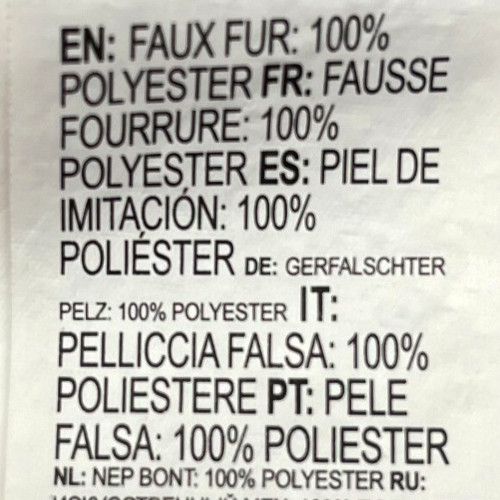 EN: FAUX FUR: 100%
POLYESTER FR: FAUSSE
FOURRURE: 100%
POLYESTER ES: PIEL DE
IMITACIÓN: 100%
POLIÉSTER DE: GERFALSCHTER
PELZ: 100% POLYESTER IT:
PELLICCIA FALSA: 100%
POLIESTERE PT: PELE
FALSA: 100% POLIESTER
NL: NEP BONT: 100% POLYESTER RU: